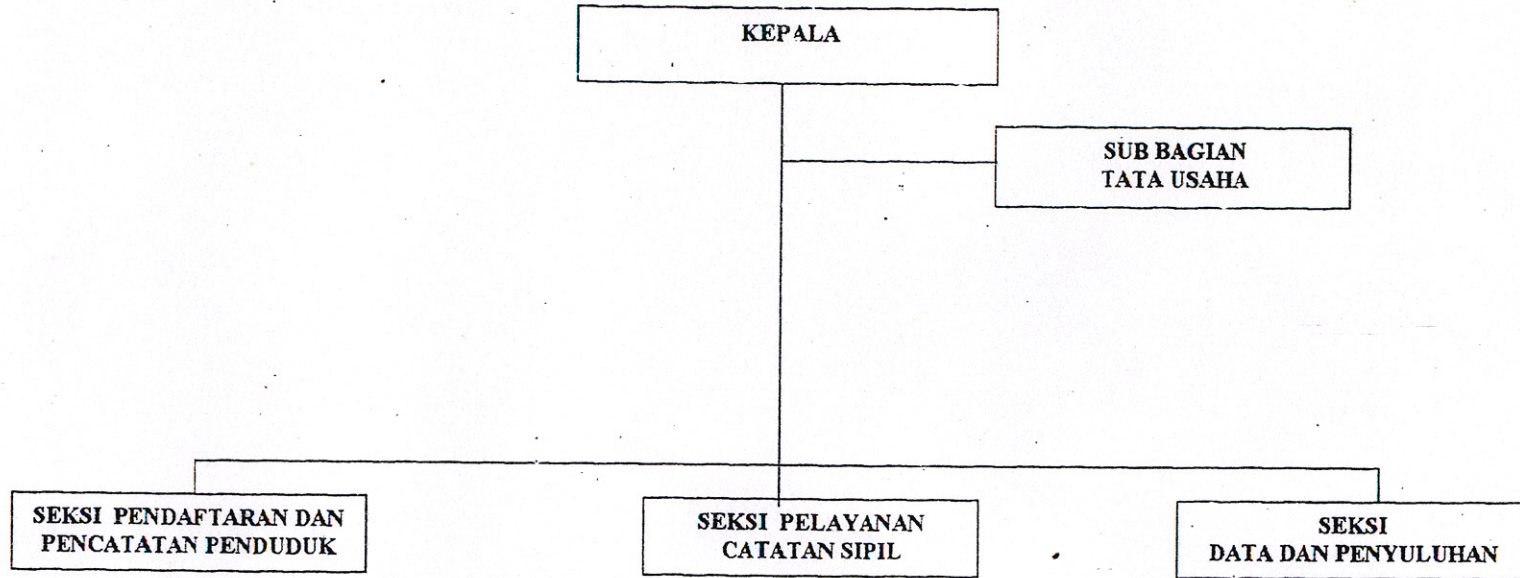 KEPALA
SUB BAGIAN
TATA USAHA
SEKSI PENDAFTARAN DAN
PENCATATAN PENDUDUK
SEKSI PELAYANAN
CATATAN SIPIL
SEKSI
DATA DAN PENYULUHAN